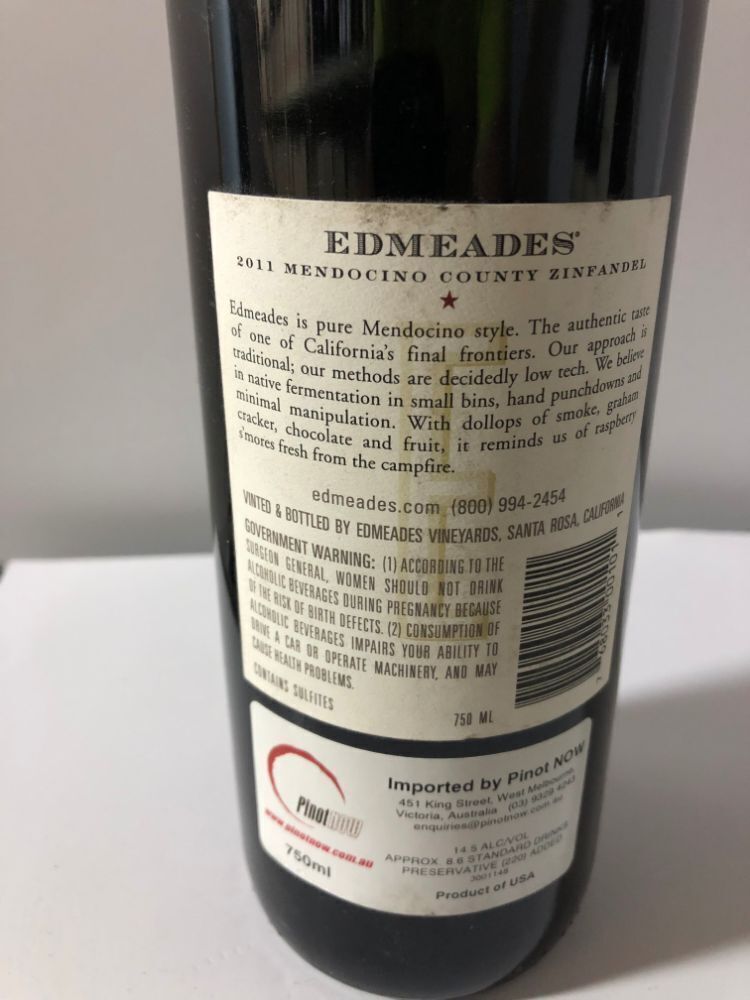 EDMEADES
2011 MENDOCINO COUNTY ZINFANDEL
Edmeades is pure Mendocino style. The authentic taste
of one of California's final frontiers. Our approach is
traditional; our methods are decidedly low tech. We believe
in native fermentation in small bins, hand punchdowns and
minimal manipulation. With dollops of smoke, graham
cracker, chocolate and fruit, it reminds us of raspberry
s'mores fresh from the campfire.
edmeades.com (800) 994-2454
VINTED & BOTTLED BY EDMEADES VINEYARDS, SANTA ROSA, CALIFORNIA
GOVERNMENT WARNING: (1) ACCORDING TO THE
SURGEON GENERAL, WOMEN SHOULD NOT DRINK
ALCOHOLIC BEVERAGES DURING PREGNANCY BECAUSE
OF THE RISK OF BIRTH DEFECTS. (2) CONSUMPTION OF
ALCOHOLIC BEVERAGES IMPAIRS YOUR ABILITY TO
DRIVE A CAR OR OPERATE MACHINERY, AND MAY
CAUSE HEALTH PROBLEMS.
CONTAINS SULFITES
750 ML
PinotNOW
www.pinotnow.com.au
750ml
Imported by Pinot NOW
451 King Street, West Melbourne,
Victoria, Australia (03) 9329 4243
enquiries@pinotnow.com.au
14.5 ALC/VOL
APPROX 8.6 STANDARD DRINKS
PRESERVATIVE (220) ADDED
3001149
Product of USA